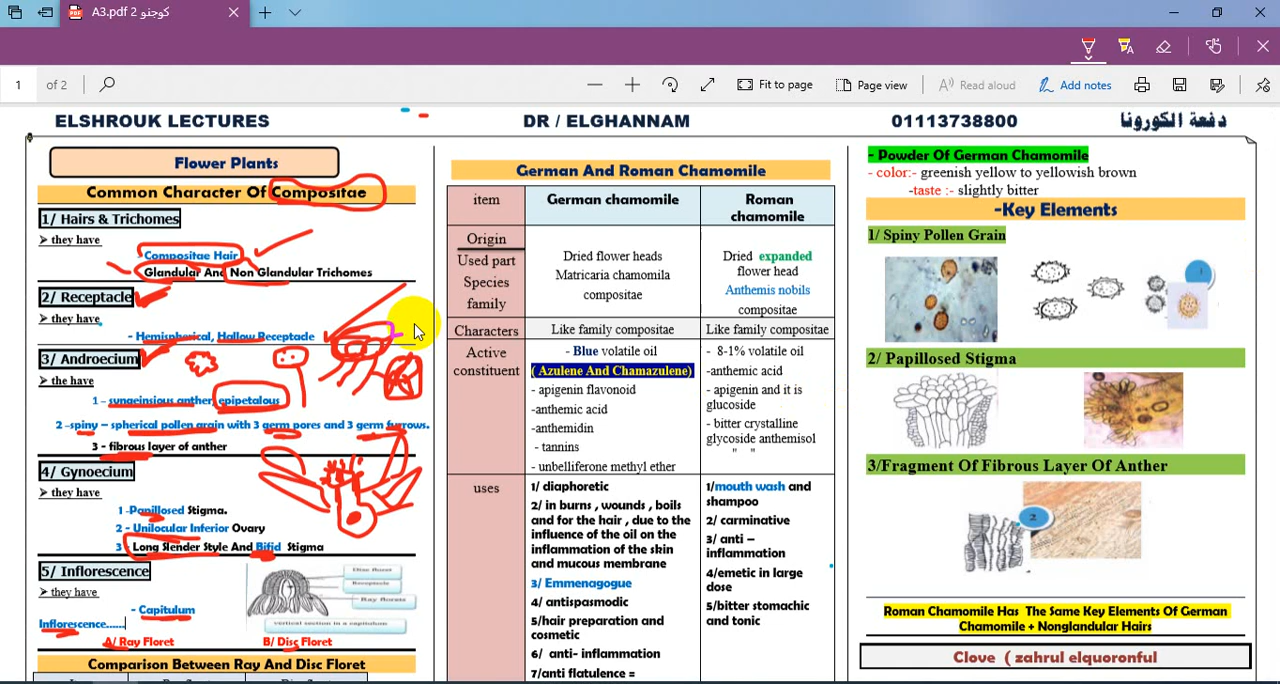 كوجنو 2 A3.pdf
1 of 2
Fit to page
Page view
Read aloud
Add notes
ELSHROUK LECTURES
DR / ELGHANNAM
01113738800
دفعة الكورونا
Flower Plants
Common Character Of Compositae
1/ Hairs & Trichomes
➢ they have
Compositae Hair
Glandular And Non Glandular Trichomes
2/ Receptacle
➢ they have
- Hemispherical, Hallow Receptacle
3/ Androecium
➢ the have
1 – sungeinsious anther, epipetalous
2 -spiny – spherical pollen grain with 3 germ pores and 3 germ furrows.
3 - fibrous layer of anther
4/ Gynoecium
➢ they have
1 -Papillosed Stigma.
2 - Unilocular Inferior Ovary
3 Long Slender Style And Bifid Stigma
5/ Inflorescence
➢ they have
- Capitulum
Inflorescence......
A/ Ray Floret
B/ Disc Floret
Disc floret
Receptacle
Ray florets
vertical section in a capitulum
Comparison Between Ray And Disc Floret
German And Roman Chamomile
item
German chamomile
Roman
chamomile
Origin
Used part
Species
family
Dried flower heads
Matricaria chamomila
compositae
Dried expanded
flower head
Anthemis nobils
compositae
Characters
Like family compositae
Like family compositae
Active
constituent
- Blue volatile oil
( Azulene And Chamazulene)
- apigenin flavonoid
-anthemic acid
-anthemidin
- tannins
- unbelliferone methyl ether
- 8-1% volatile oil
-anthemic acid
- apigenin and it is
glucoside
- bitter crystalline
glycoside anthemisol
" "
uses
1/ diaphoretic
2/ in burns , wounds , boils
and for the hair , due to the
influence of the oil on the
inflammation of the skin
and mucous membrane
3/ Emmenagogue
4/ antispasmodic
5/hair preparation and
cosmetic
6/ anti- inflammation
7/anti flatulence =
1/mouth wash and
shampoo
2/ carminative
3/ anti –
inflammation
4/emetic in large
dose
5/bitter stomachic
and tonic
- Powder Of German Chamomile
- color:- greenish yellow to yellowish brown
-taste :- slightly bitter
-Key Elements
1/ Spiny Pollen Grain
1
2/ Papillosed Stigma
3/Fragment Of Fibrous Layer Of Anther
2
Roman Chamomile Has The Same Key Elements Of German
Chamomile + Nonglandular Hairs
Clove ( zahrul elquoronful